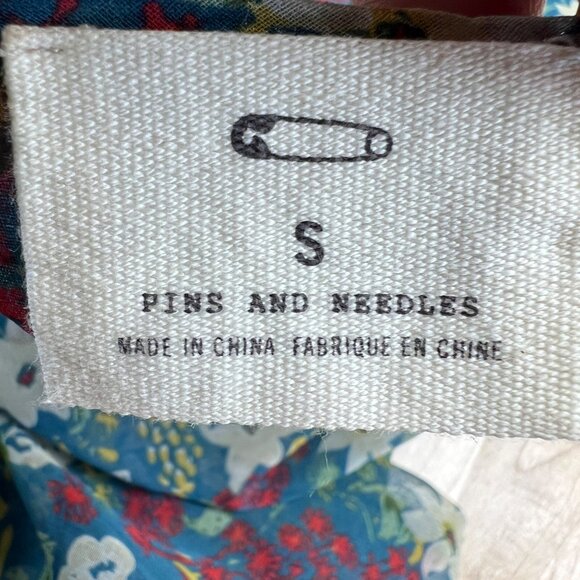 S
PINS AND NEEDLES
MADE IN CHINA FABRIQUE EN CHINE